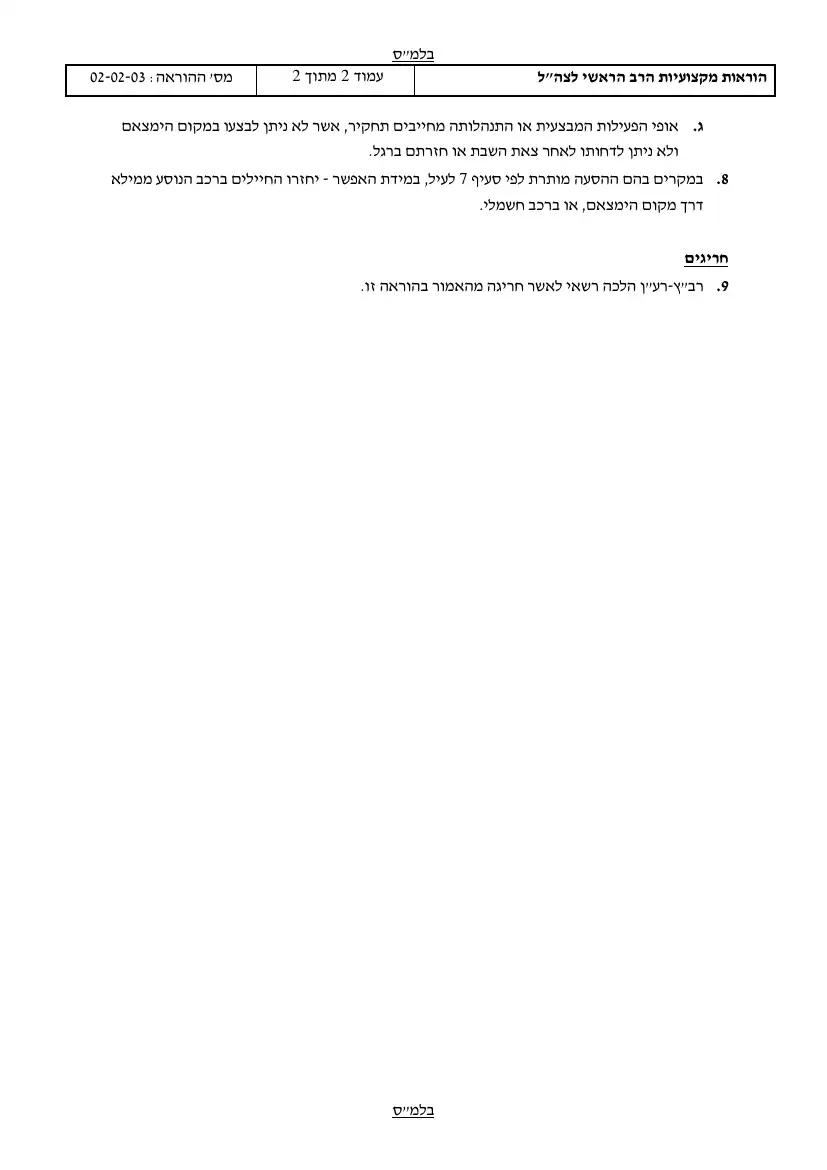 בלמ"ס
הוראות מקצועיות הרב הראשי לצה"ל עמוד 2 מתוך 2 מס' ההוראה: 02-02-03
ג. אופי הפעילות המבצעית או התנהלותה מחייבים תחקיר, אשר לא ניתן לבצעו במקום הימצאם
ולא ניתן לדחותו לאחר צאת השבת או חזרתם ברגל.
8. במקרים בהם ההסעה מותרת לפי סעיף 7 לעיל, במידת האפשר - יחזרו החיילים ברכב הנוסע ממילא
דרך מקום הימצאם, או ברכב חשמלי.
חריגים
9. רב"ץ-רע"ן הלכה רשאי לאשר חריגה מהאמור בהוראה זו.
בלמ"ס